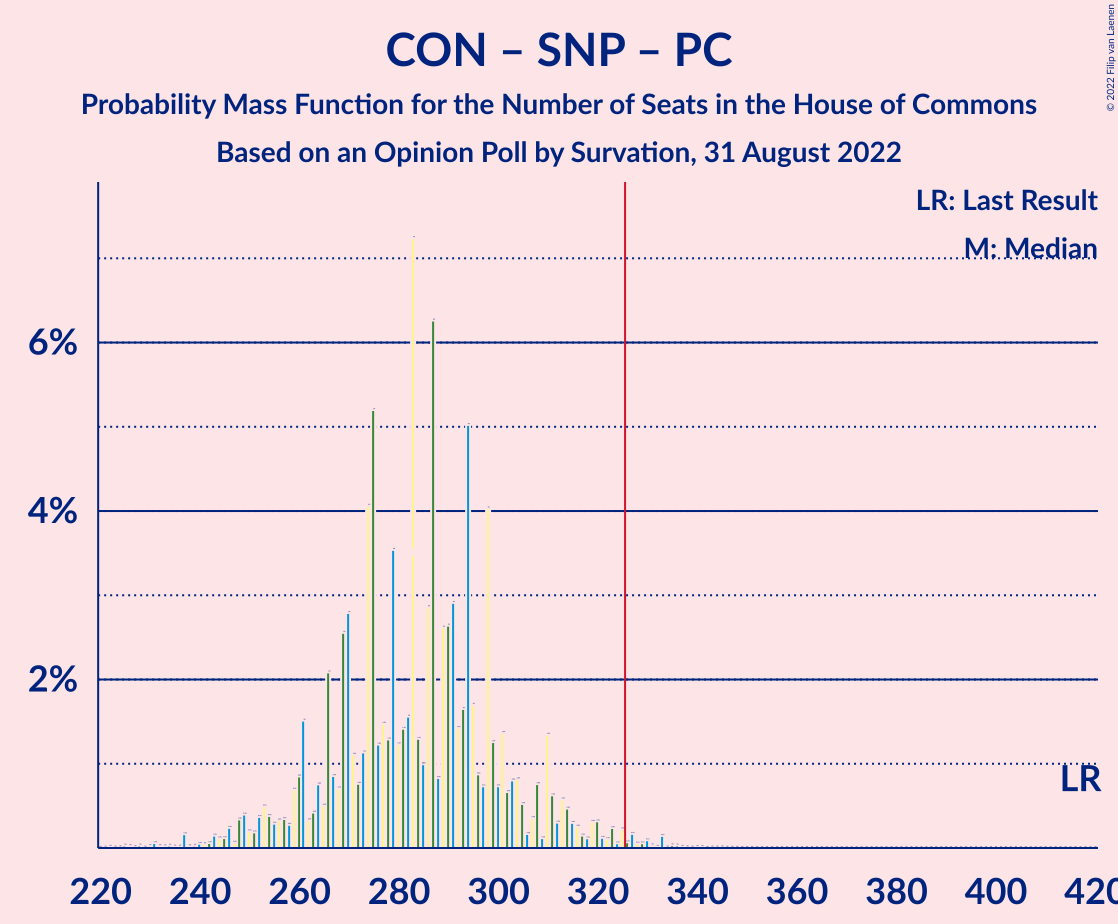 CON – SNP – PC
Probability Mass Function for the Number of Seats in the House of Commons
Based on an Opinion Poll by Survation, 31 August 2022
© 2022 Filip van Laenen
LR: Last Result
M: Median
6%
4%
2%
LR
220 240 260 280 300 320 340 360 380 400 420